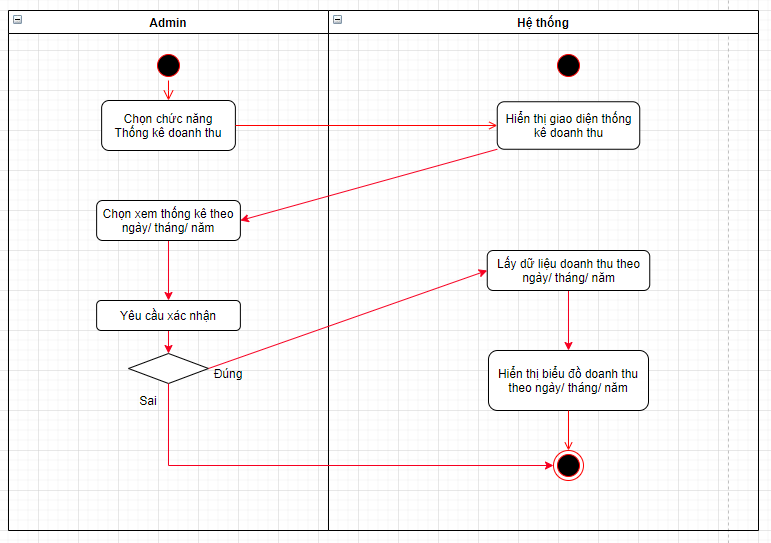 Admin
Hệ thống
Chọn chức năng
Thống kê doanh thu
Hiển thị giao diện thống
kê doanh thu
Chọn xem thống kê theo
ngày/ tháng/ năm
Lấy dữ liệu doanh thu theo
ngày/ tháng/ năm
Yêu cầu xác nhận
Đúng
Hiển thị biểu đồ doanh thu
theo ngày/ tháng/ năm
Sai